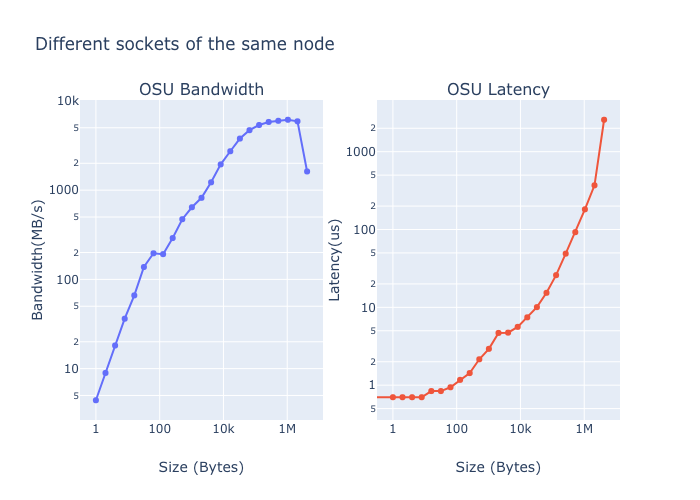 Different sockets of the same node
OSU Bandwidth
OSU Latency
10k
5
2
1000
5
2
100
5
2
10
5
Bandwidth(MB/s)
1
100
10k
1M
Size (Bytes)
2
1000
5
2
100
5
2
10
5
2
1
5
Latency(us)
1
100
10k
1M
Size (Bytes)